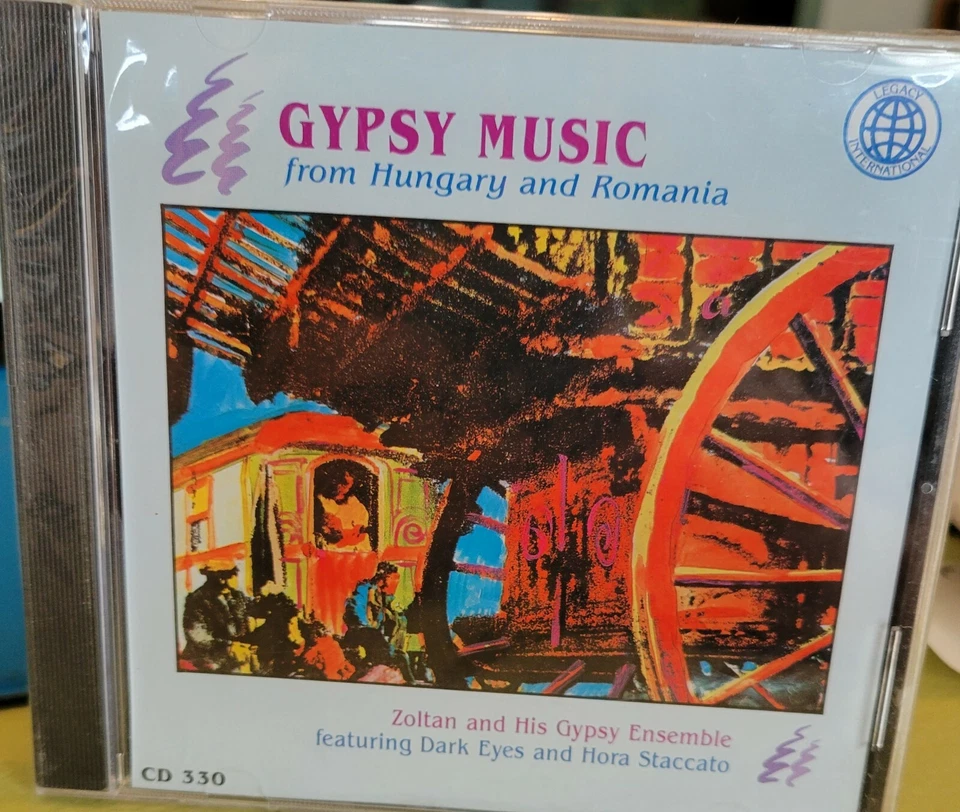 LEGACY
INTERNATIONAL
GYPSY MUSIC
from Hungary and Romania
Zoltan and His Gypsy Ensemble
featuring Dark Eyes and Hora Staccato
CD 330